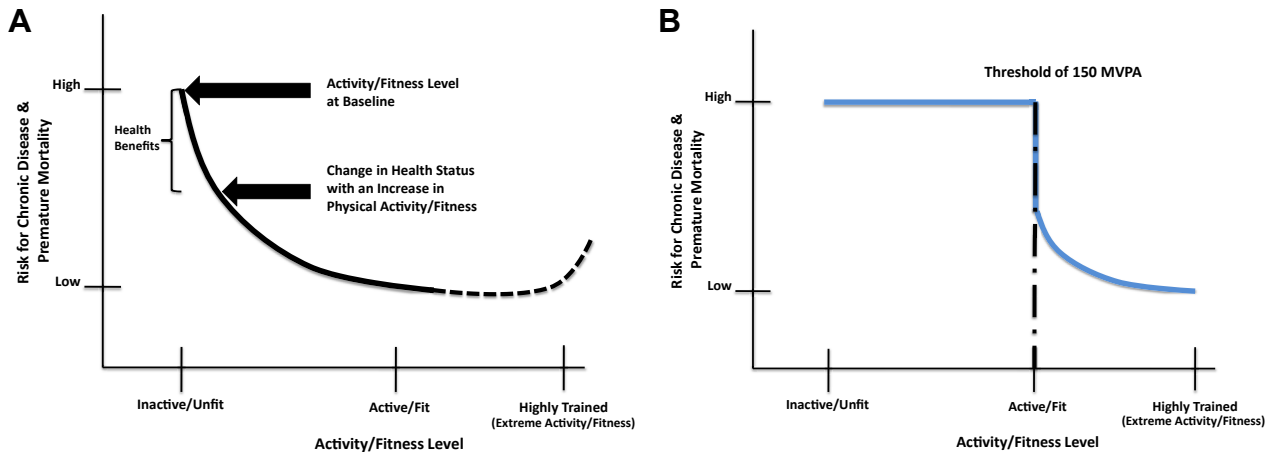 A
Risk for Chronic Disease &
Premature Mortality
High
Low
Health
Benefits
Activity/Fitness Level
at Baseline
Change in Health Status
with an Increase in
Physical Activity/Fitness
Inactive/Unfit
Active/Fit
Highly Trained
(Extreme Activity/Fitness)
Activity/Fitness Level
B
Risk for Chronic Disease &
Premature Mortality
High
Low
Threshold of 150 MVPA
Inactive/Unfit
Active/Fit
Highly Trained
(Extreme Activity/Fitness)
Activity/Fitness Level